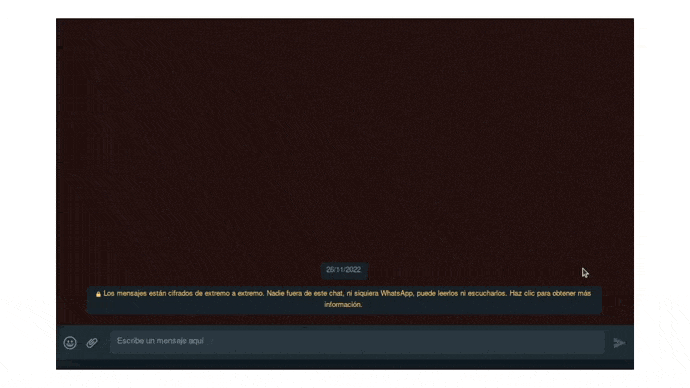 26/11/2022
Los mensajes están cifrados de extremo a extremo. Nadie fuera de este chat, ni siquiera WhatsApp, puede leerlos ni escucharlos. Haz clic para obtener más
información.
Escribe un mensaje aquí